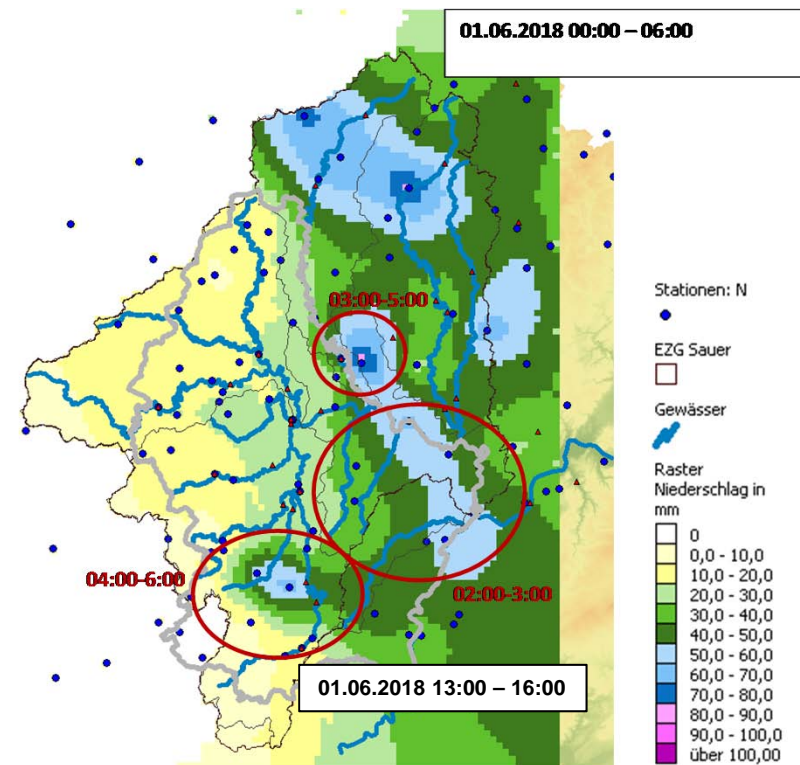 01.06.2018 00:00 – 06:00
03:00-5:00
04:00-6:00
02:00-3:00
01.06.2018 13:00 – 16:00
Stationen: N
EZG Sauer
Gewässer
Raster
Niederschlag in
mm
0
0,0 - 10,0
10,0 - 20,0
20,0 - 30,0
30,0 - 40,0
40,0 - 50,0
50,0 - 60,0
60,0 - 70,0
70,0 - 80,0
80,0 - 90,0
90,0 - 100,0
über 100,00